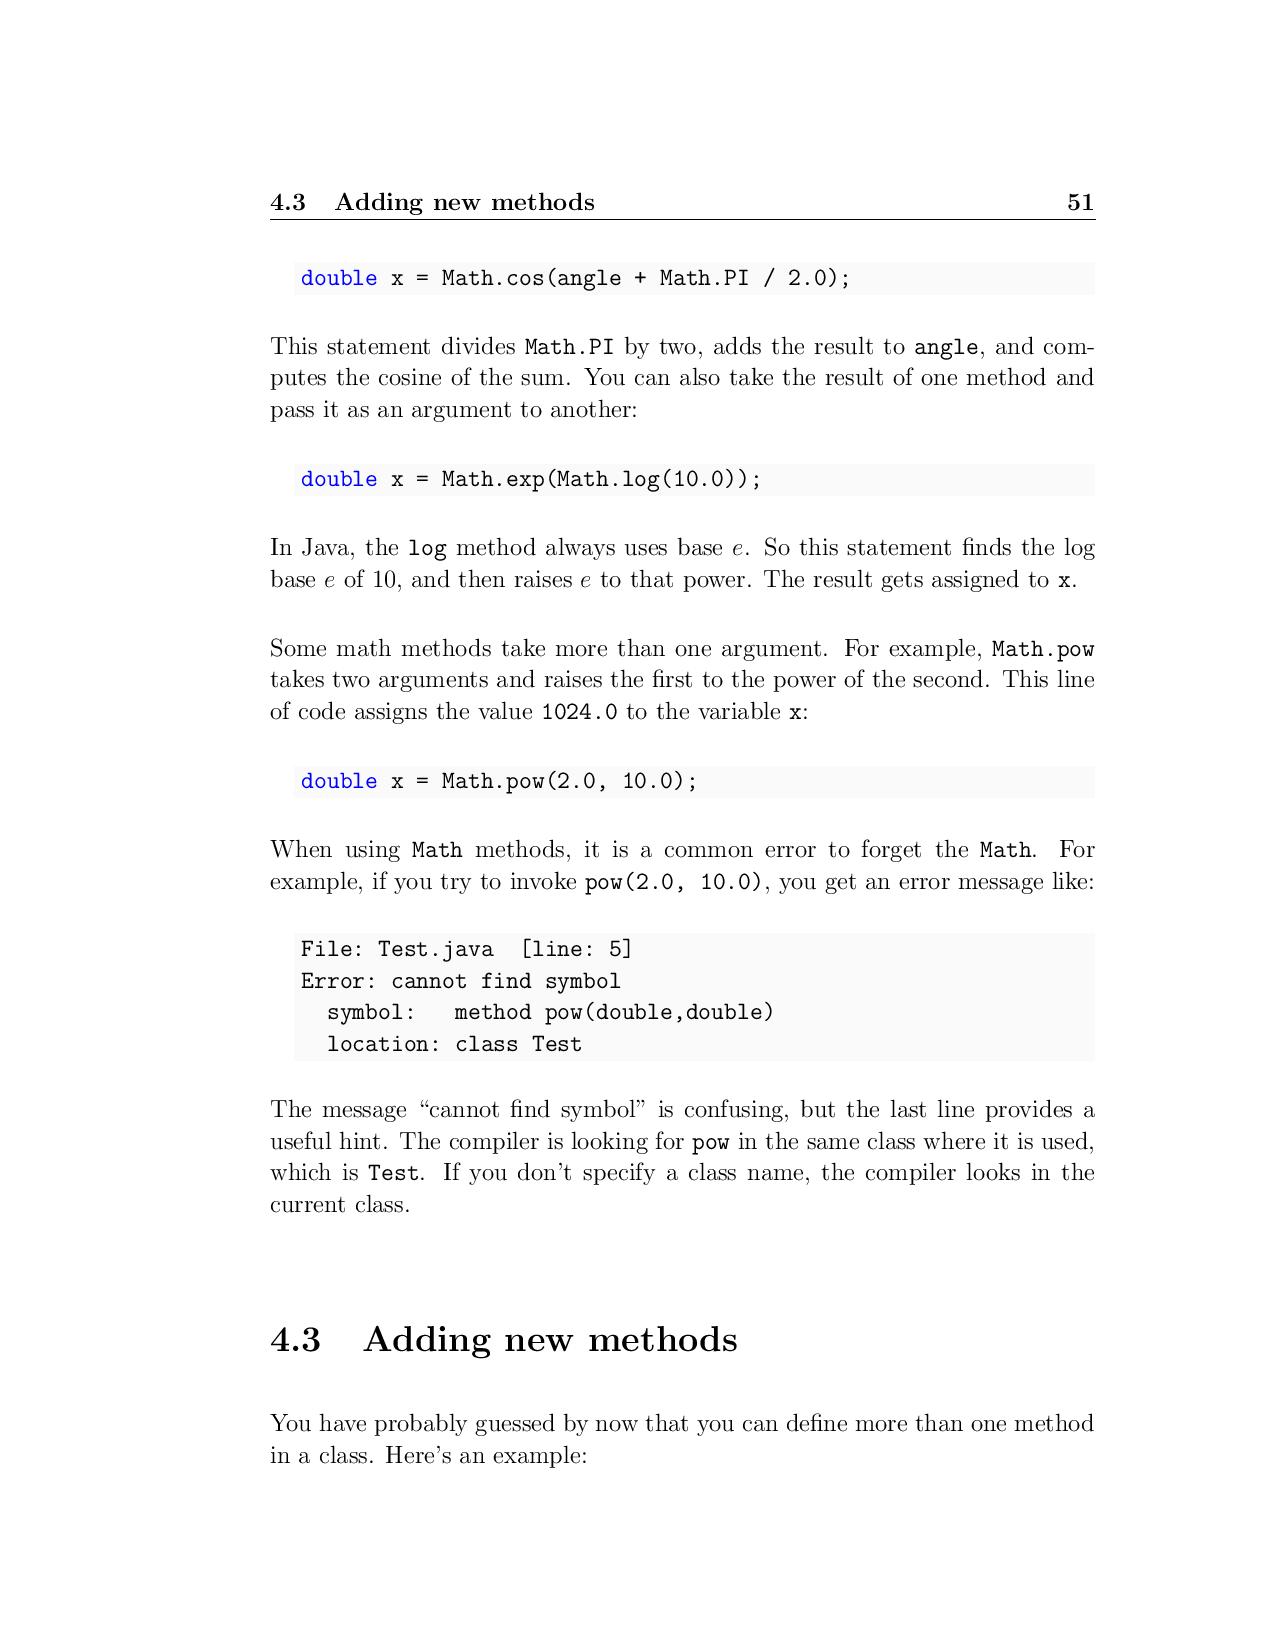 4.3 Adding new methods 51
double x = Math.cos(angle + Math.PI / 2.0);
This statement divides Math.PI by two, adds the result to angle, and com-
putes the cosine of the sum. You can also take the result of one method and
pass it as an argument to another:
double x = Math.exp(Math.log(10.0));
In Java, the log method always uses base e. So this statement finds the log
base e of 10, and then raises e to that power. The result gets assigned to x.
Some math methods take more than one argument. For example, Math.pow
takes two arguments and raises the first to the power of the second. This line
of code assigns the value 1024.0 to the variable x:
double x = Math.pow(2.0, 10.0);
When using Math methods, it is a common error to forget the Math. For
example, if you try to invoke pow(2.0, 10.0), you get an error message like:
File: Test.java  [line: 5]
Error: cannot find symbol
  symbol:   method pow(double,double)
  location: class Test
The message “cannot find symbol” is confusing, but the last line provides a
useful hint. The compiler is looking for pow in the same class where it is used,
which is Test. If you don’t specify a class name, the compiler looks in the
current class.
4.3 Adding new methods
You have probably guessed by now that you can define more than one method
in a class. Here’s an example: